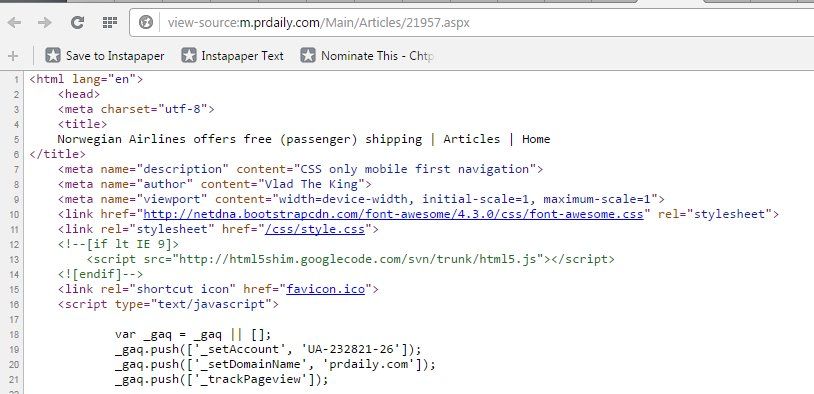 view-source:m.prdaily.com/Main/Articles/21957.aspx
Save to Instapaper Instapaper Text Nominate This - Chtp
1 <html lang="en">
2 <head>
3 <meta charset="utf-8">
4 <title>
5 Norwegian Airlines offers free (passenger) shipping | Articles | Home
6 </title>
7 <meta name="description" content="CSS only mobile first navigation">
8 <meta name="author" content="Vlad The King">
9 <meta name="viewport" content="width=device-width, initial-scale=1, maximum-scale=1">
10 <link href="http://netdna.bootstrapcdn.com/font-awesome/4.3.0/css/font-awesome.css" rel="stylesheet">
11 <link rel="stylesheet" href="/css/style.css">
12 <!--[if lt IE 9]>
13 <script src="http://html5shim.googlecode.com/svn/trunk/html5.js"></script>
14 <![endif]-->
15 <link rel="shortcut icon" href="favicon.ico">
16 <script type="text/javascript">
17
18 var _gaq = _gaq || [];
19 _gaq.push(['_setAccount', 'UA-232821-26']);
20 _gaq.push(['_setDomainName', 'prdaily.com']);
21 _gaq.push(['_trackPageview']);